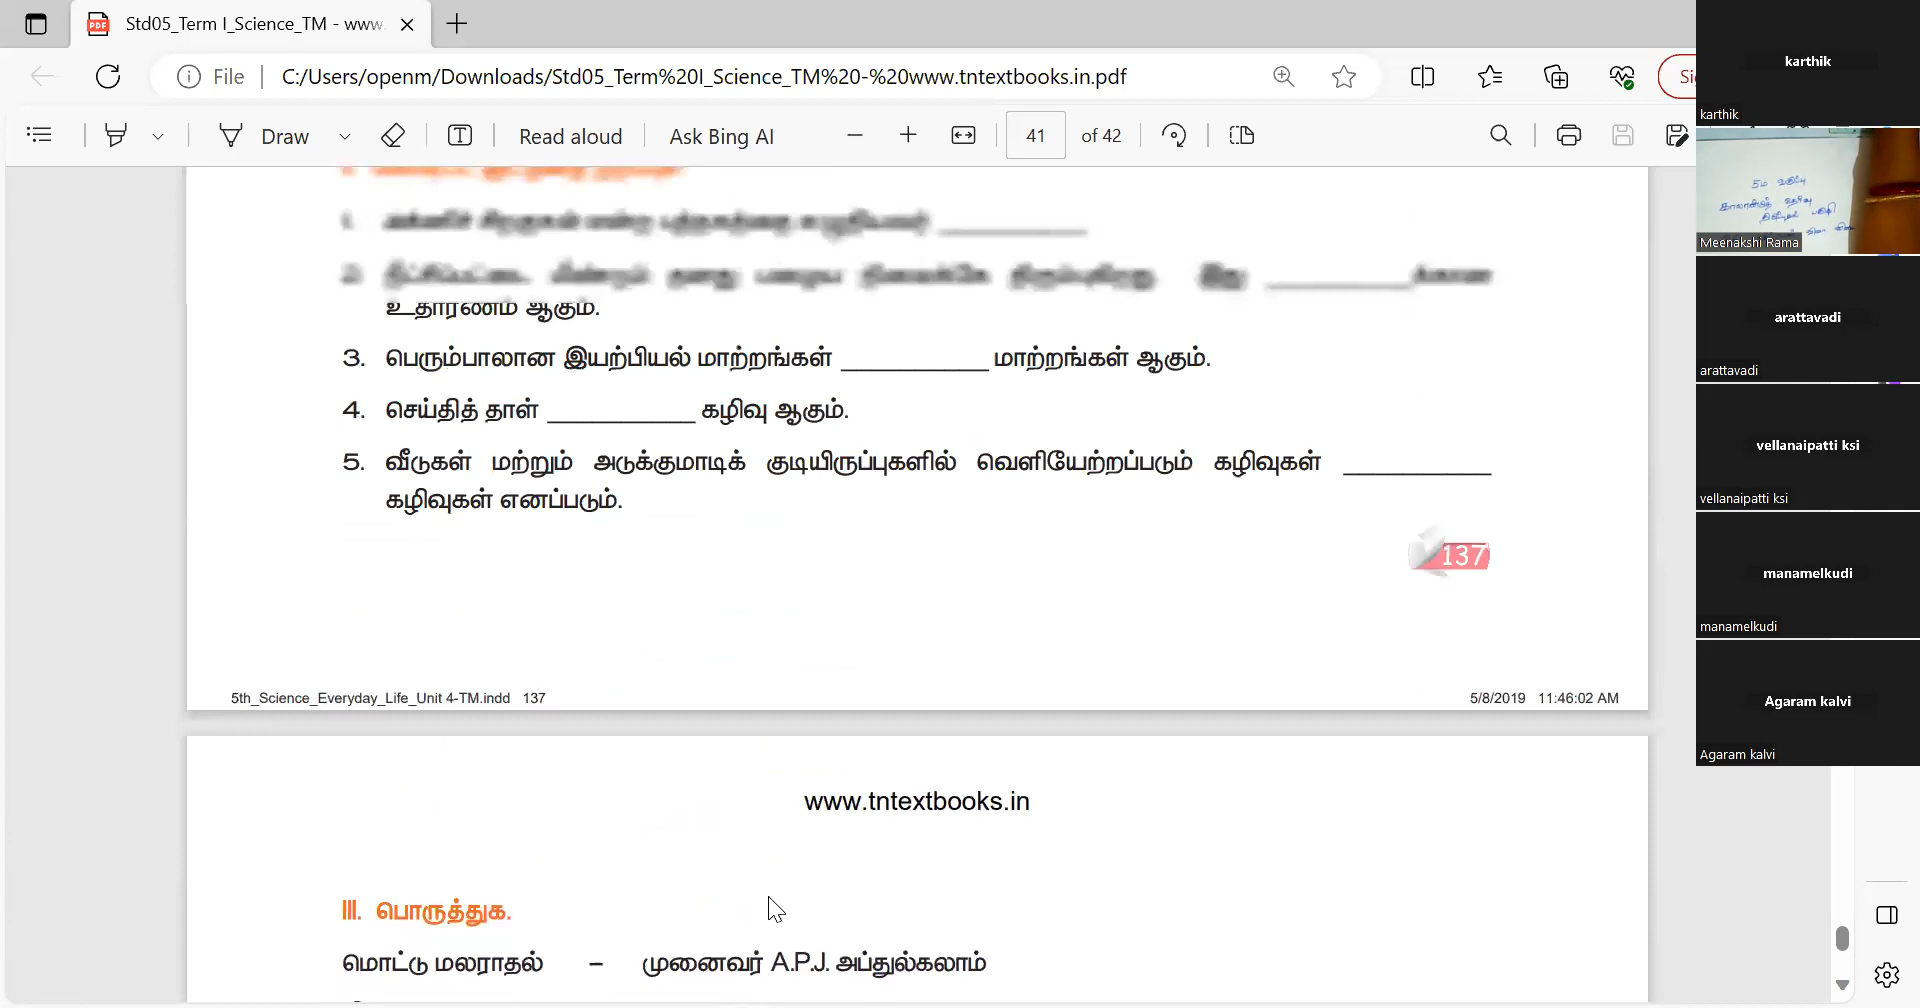 Std05_Term I_Science_TM - www.
File
C:/Users/openm/Downloads/Std05_Term%20I_Science_TM%20-%20www.tntextbooks.in.pdf
Draw
Read aloud
Ask Bing AI
41 of 42
உதாரணம் ஆகும்.
3. பெரும்பாலான இயற்பியல் மாற்றங்கள் ___________ மாற்றங்கள் ஆகும்.
4. செய்தித் தாள் ___________ கழிவு ஆகும்.
5. வீடுகள் மற்றும் அடுக்குமாடிக் குடியிருப்புகளில் வெளியேற்றப்படும் கழிவுகள் ___________
கழிவுகள் எனப்படும்.
137
5th_Science_Everyday_Life_Unit 4-TM.indd 137
5/8/2019 11:46:02 AM
www.tntextbooks.in
III. பொருத்துக.
மொட்டு மலராதல் – முனைவர் A.P.J. அப்துல்கலாம்
karthik
karthik
5ம் வகுப்பு
Meenakshi Rama
arattavadi
arattavadi
vellanaipatti ksi
vellanaipatti ksi
manamelkudi
manamelkudi
Agaram kalvi
Agaram kalvi